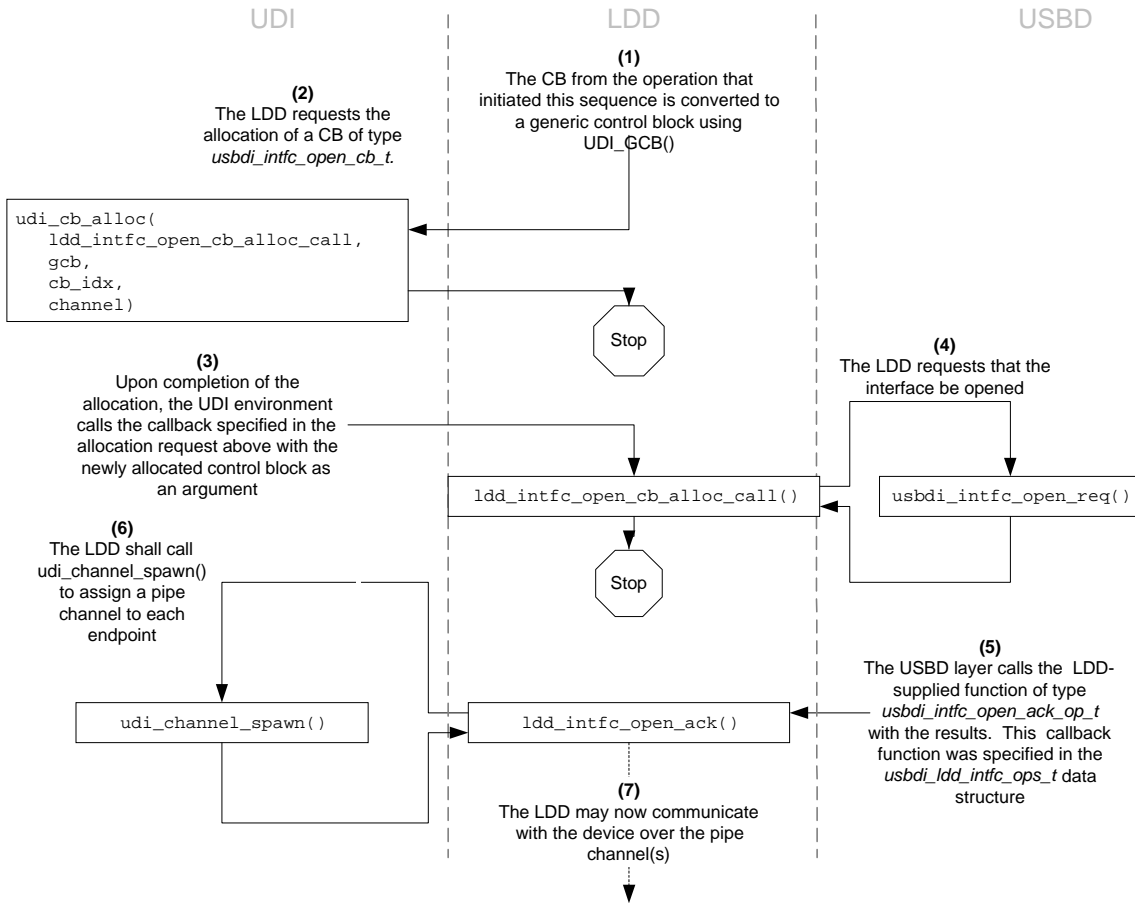 UDI
LDD
USBD
(1)
The CB from the operation that
initiated this sequence is converted to
a generic control block using
UDI_GCB()
(2)
The LDD requests the
allocation of a CB of type
usbdi_intfc_open_cb_t.
udi_cb_alloc(
ldd_intfc_open_cb_alloc_call,
gcb,
cb_idx,
channel)
Stop
(3)
Upon completion of the
allocation, the UDI environment
calls the callback specified in the
allocation request above with the
newly allocated control block as
an argument
(4)
The LDD requests that the
interface be opened
ldd_intfc_open_cb_alloc_call()
usbdi_intfc_open_req()
Stop
(6)
The LDD shall call
udi_channel_spawn()
to assign a pipe
channel to each
endpoint
(5)
The USBD layer calls the LDD-
supplied function of type
usbdi_intfc_open_ack_op_t
with the results. This callback
function was specified in the
usbdi_ldd_intfc_ops_t data
structure
udi_channel_spawn()
ldd_intfc_open_ack()
(7)
The LDD may now communicate
with the device over the pipe
channel(s)